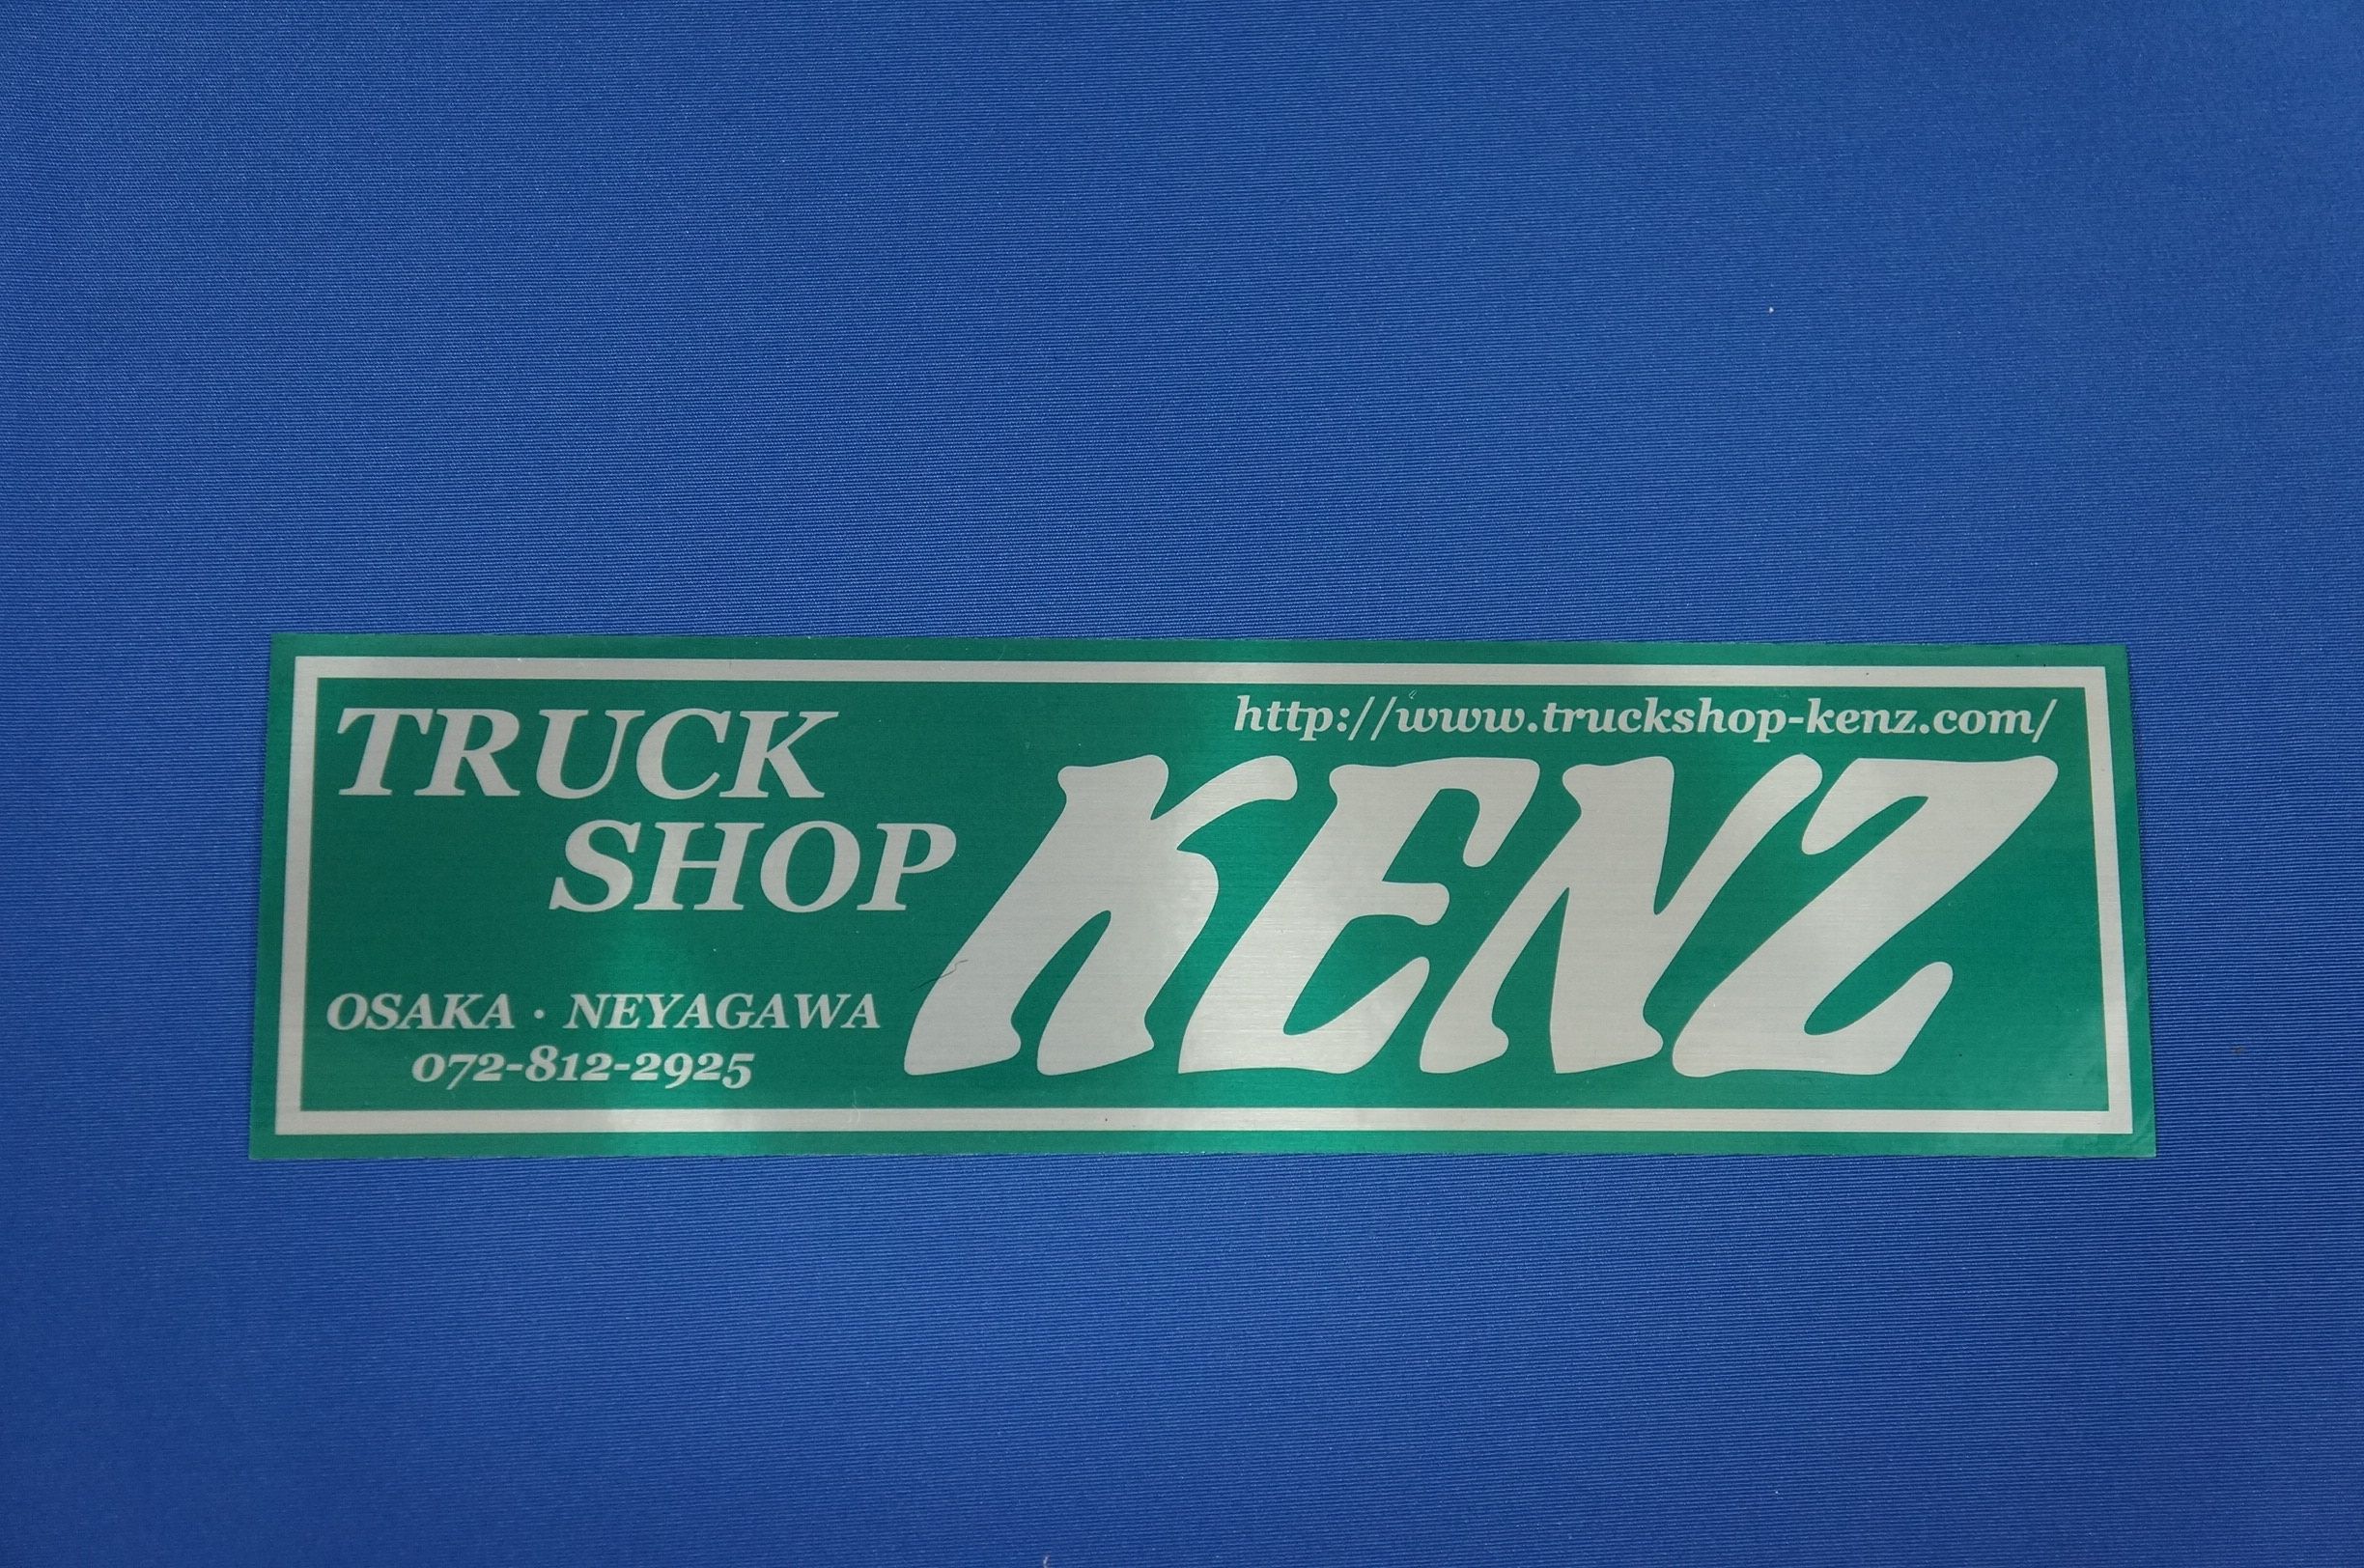 TRUCK
SHOP
http://www.truckshop-kenz.com/
KENZ
OSAKA・NEYAGAWA
072-812-2925